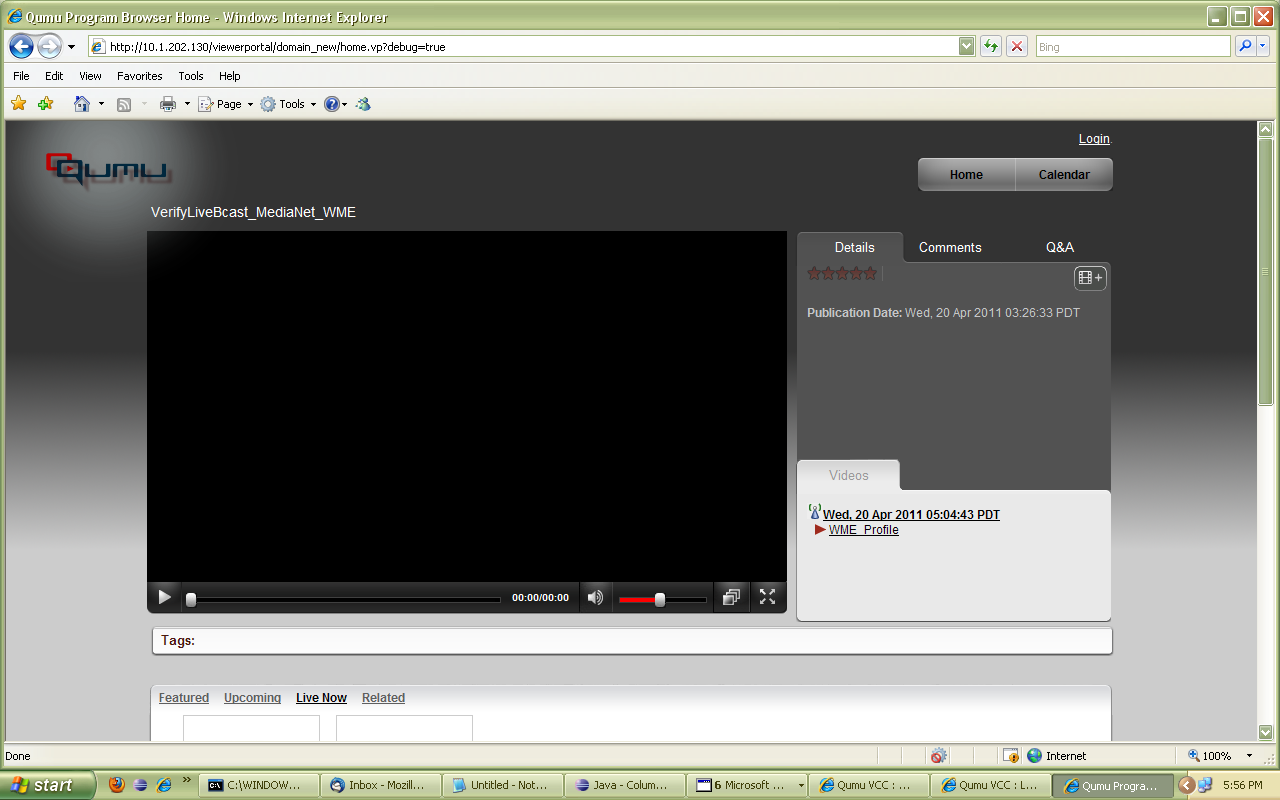 Qumu Program Browser Home - Windows Internet Explorer
http://10.1.202.130/viewerportal/domain_new/home.vp?debug=true
Bing
File Edit View Favorites Tools Help
Page Tools
Login.
Qumu
Home Calendar
VerifyLiveBcast_MediaNet_WME
Details Comments Q&A
Publication Date: Wed, 20 Apr 2011 03:26:33 PDT
Videos
Wed, 20 Apr 2011 05:04:43 PDT
WME_Profile
00:00/00:00
Tags:
Featured Upcoming Live Now Related
Done
Internet
100%
start
C:\WINDOW...
Inbox - Mozill...
Untitled - Not...
Java - Colum...
6 Microsoft ...
Qumu VCC : ...
Qumu VCC : L...
Qumu Progra...
5:56 PM